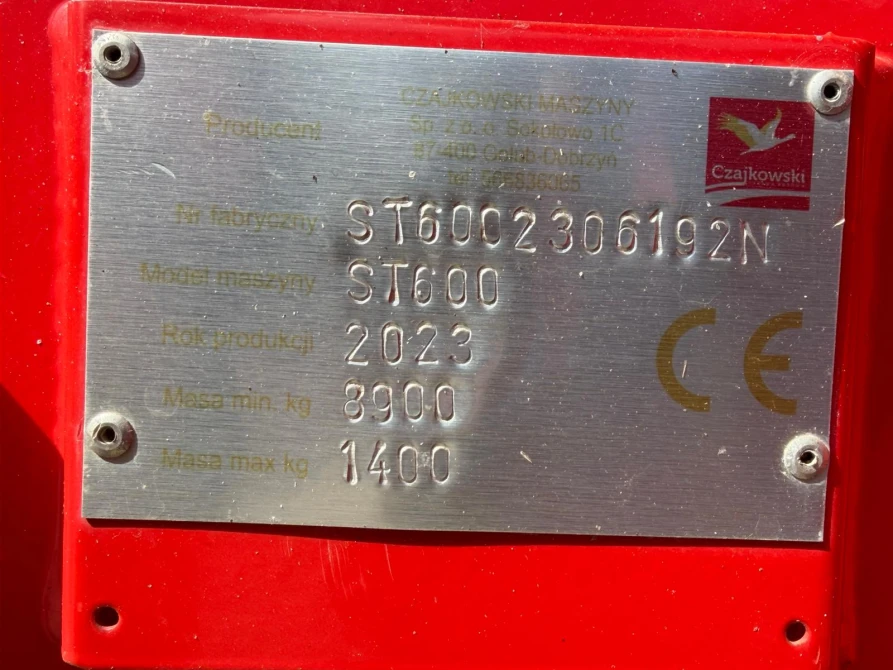 CZAJKOWSKI MASZYNY
Producent Sp. z o. o. Sokołowo 1C
87-400 Golub-Dobrzyń
tel.
Czajkowski
Nr fabryczny ST6002306192N
Model maszyny ST600
Rok produkcji 2023
Masa min. kg 8900
Masa max kg 1400
CE